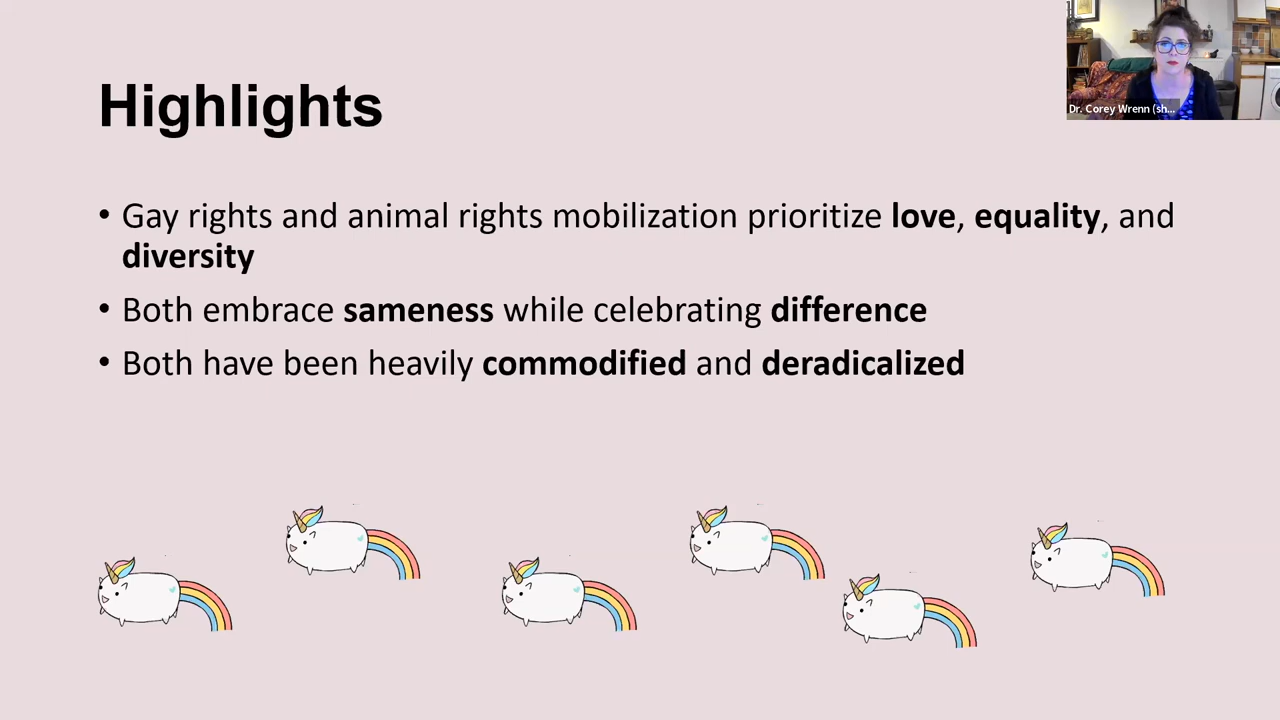 Dr. Corey Wrenn (sh...
Highlights
• Gay rights and animal rights mobilization prioritize love, equality, and
diversity
• Both embrace sameness while celebrating difference
• Both have been heavily commodified and deradicalized